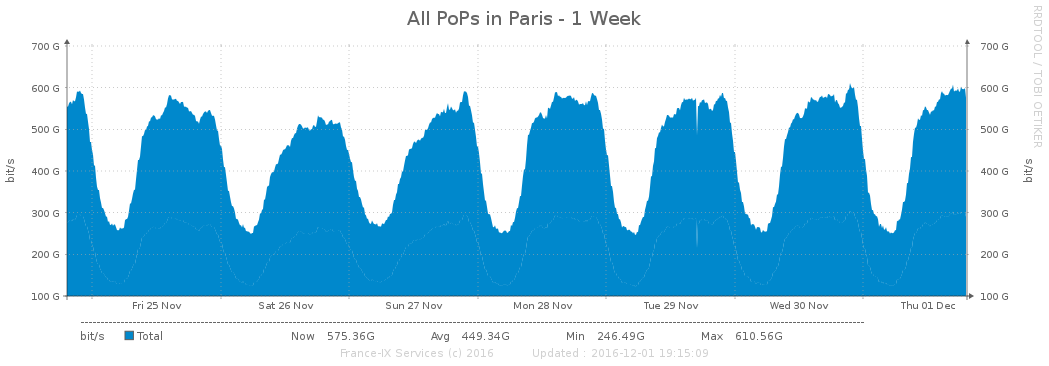 All PoPs in Paris - 1 Week
RRDTOOL / TOBI OETIKER
700 G 700 G
600 G 600 G
500 G 500 G
400 G 400 G
300 G 300 G
200 G 200 G
100 G 100 G
bit/s
bit/s
Fri 25 Nov Sat 26 Nov Sun 27 Nov Mon 28 Nov Tue 29 Nov Wed 30 Nov Thu 01 Dec
bit/s Total Now 575.36G Avg 449.34G Min 246.49G Max 610.56G
France-IX Services (c) 2016 Updated : 2016-12-01 19:15:09